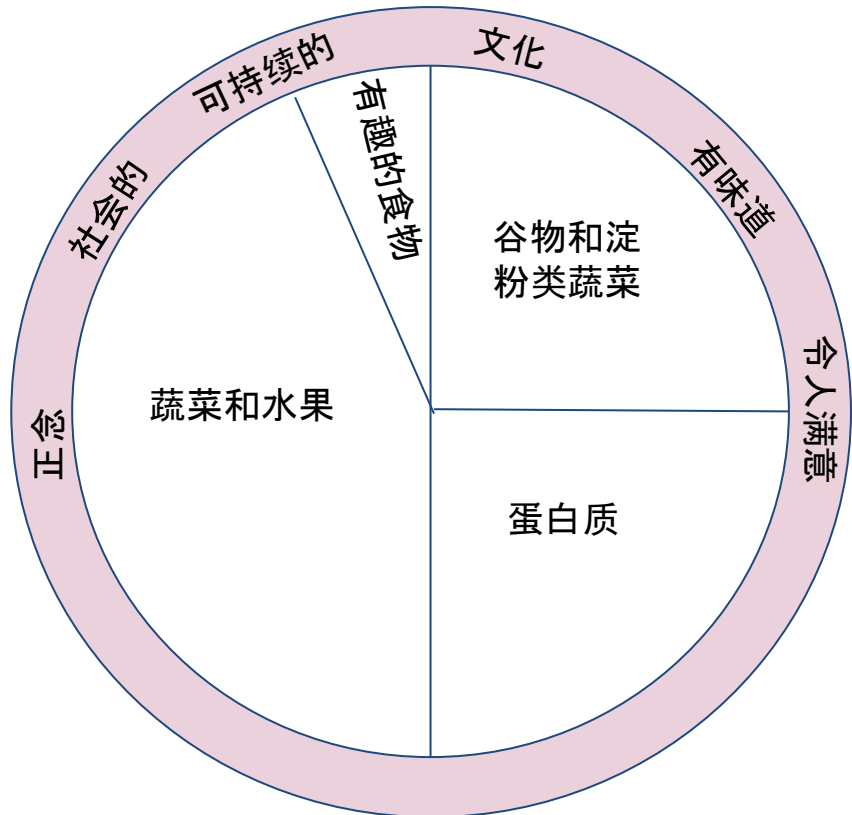 正念
社会的
可持续的
文化
有味道
令人满意
有趣的食物
谷物和淀
粉类蔬菜
蔬菜和水果
蛋白质